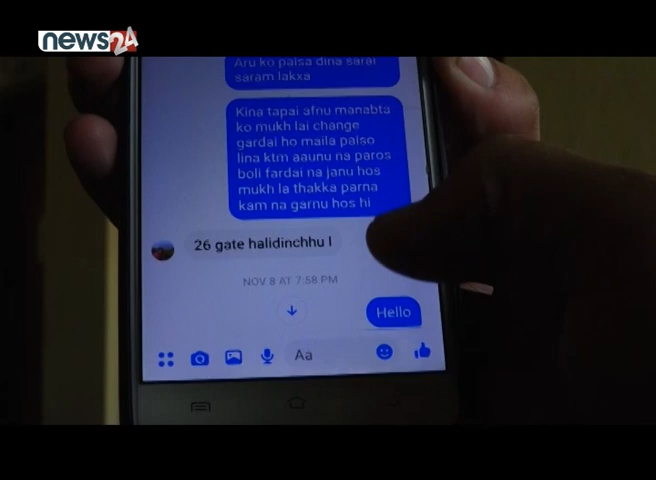 news24
Aru ko paisa dina sarai
saram lakxa
Kina tapai afnu manabta
ko mukh lai change
gardai ho maila paiso
lina ktm aaunu na paros
boli fardai na janu hos
mukh la thakka parna
kam na garnu hos hi
26 gate halidinchhu l
NOV 8 AT 7:58 PM
Hello
Aa